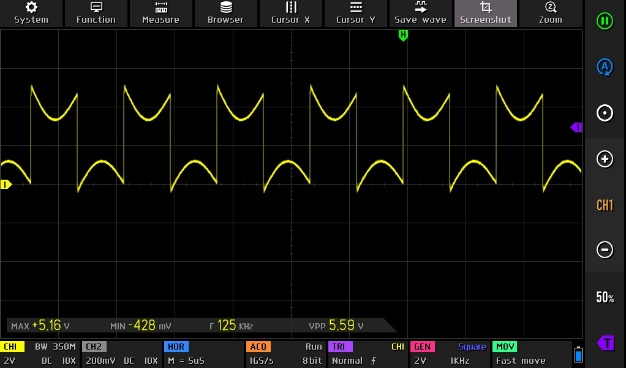 System Function Measure Browser Cursor X Cursor Y Save wave Screenshot Zoom
H
A
T
CH1
1
50%
MAX +5.16 V MIN -428 mV F 125 KHz VPP 5.59 V
T
CH1 BW 350M CH2 HOR ACQ Run TRI CH1 GEN Square MOV
2V DC 10X 200mV DC 10X M = 5uS 1GS/s 8bit Normal 2V 1KHz Fast move